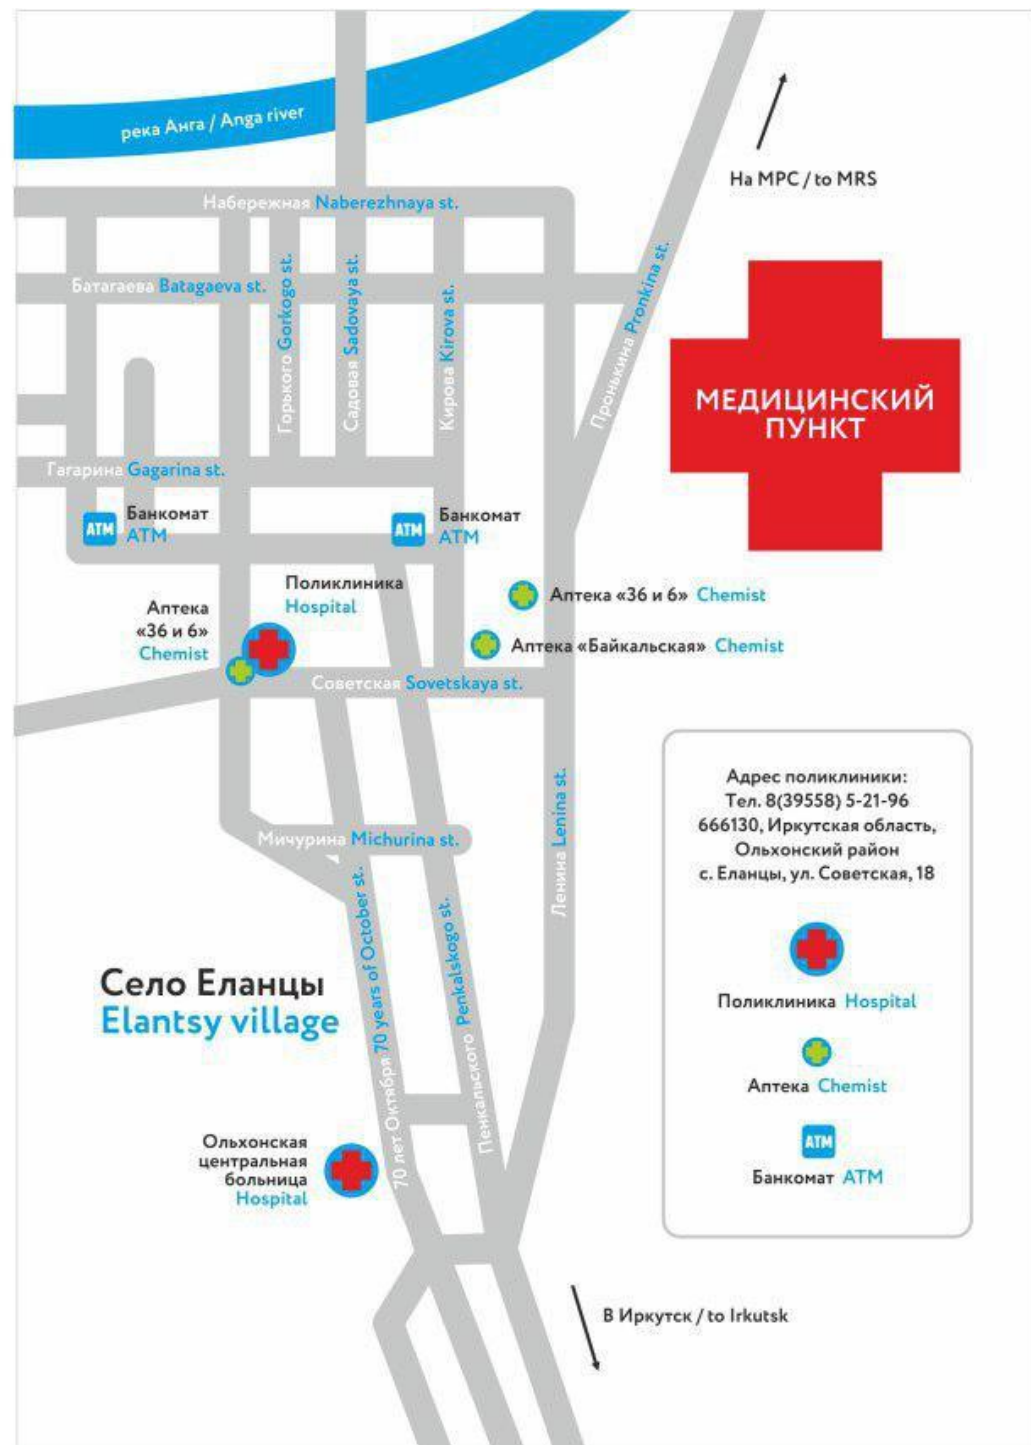 река Анга / Anga river
На МРС / to MRS
Набережная Naberezhnaya st.
Батагаева Batagaeva st.
Горького Gorkogo st.
Садовая Sadovaya st.
Кирова Kirova st.
Пронькина Pronkina st.
МЕДИЦИНСКИЙ
ПУНКТ
Гагарина Gagarina st.
ATM
Банкомат
ATM
ATM
Банкомат
ATM
Поликлиника
Hospital
Аптека
«36 и 6»
Chemist
Аптека «36 и 6» Chemist
Аптека «Байкальская» Chemist
Советская Sovetskaya st.
Мичурина Michurina st.
Ленина Lenina st.
70 лет Октября 70 years of October st.
Пенкальского Penkalskogo st.
Село Еланцы
Elantsy village
Ольхонская
центральная
больница
Hospital
Адрес поликлиники:
Тел. 8(39558) 5-21-96
666130, Иркутская область,
Ольхонский район
с. Еланцы, ул. Советская, 18
Поликлиника Hospital
Аптека Chemist
ATM
Банкомат ATM
В Иркутск / to Irkutsk